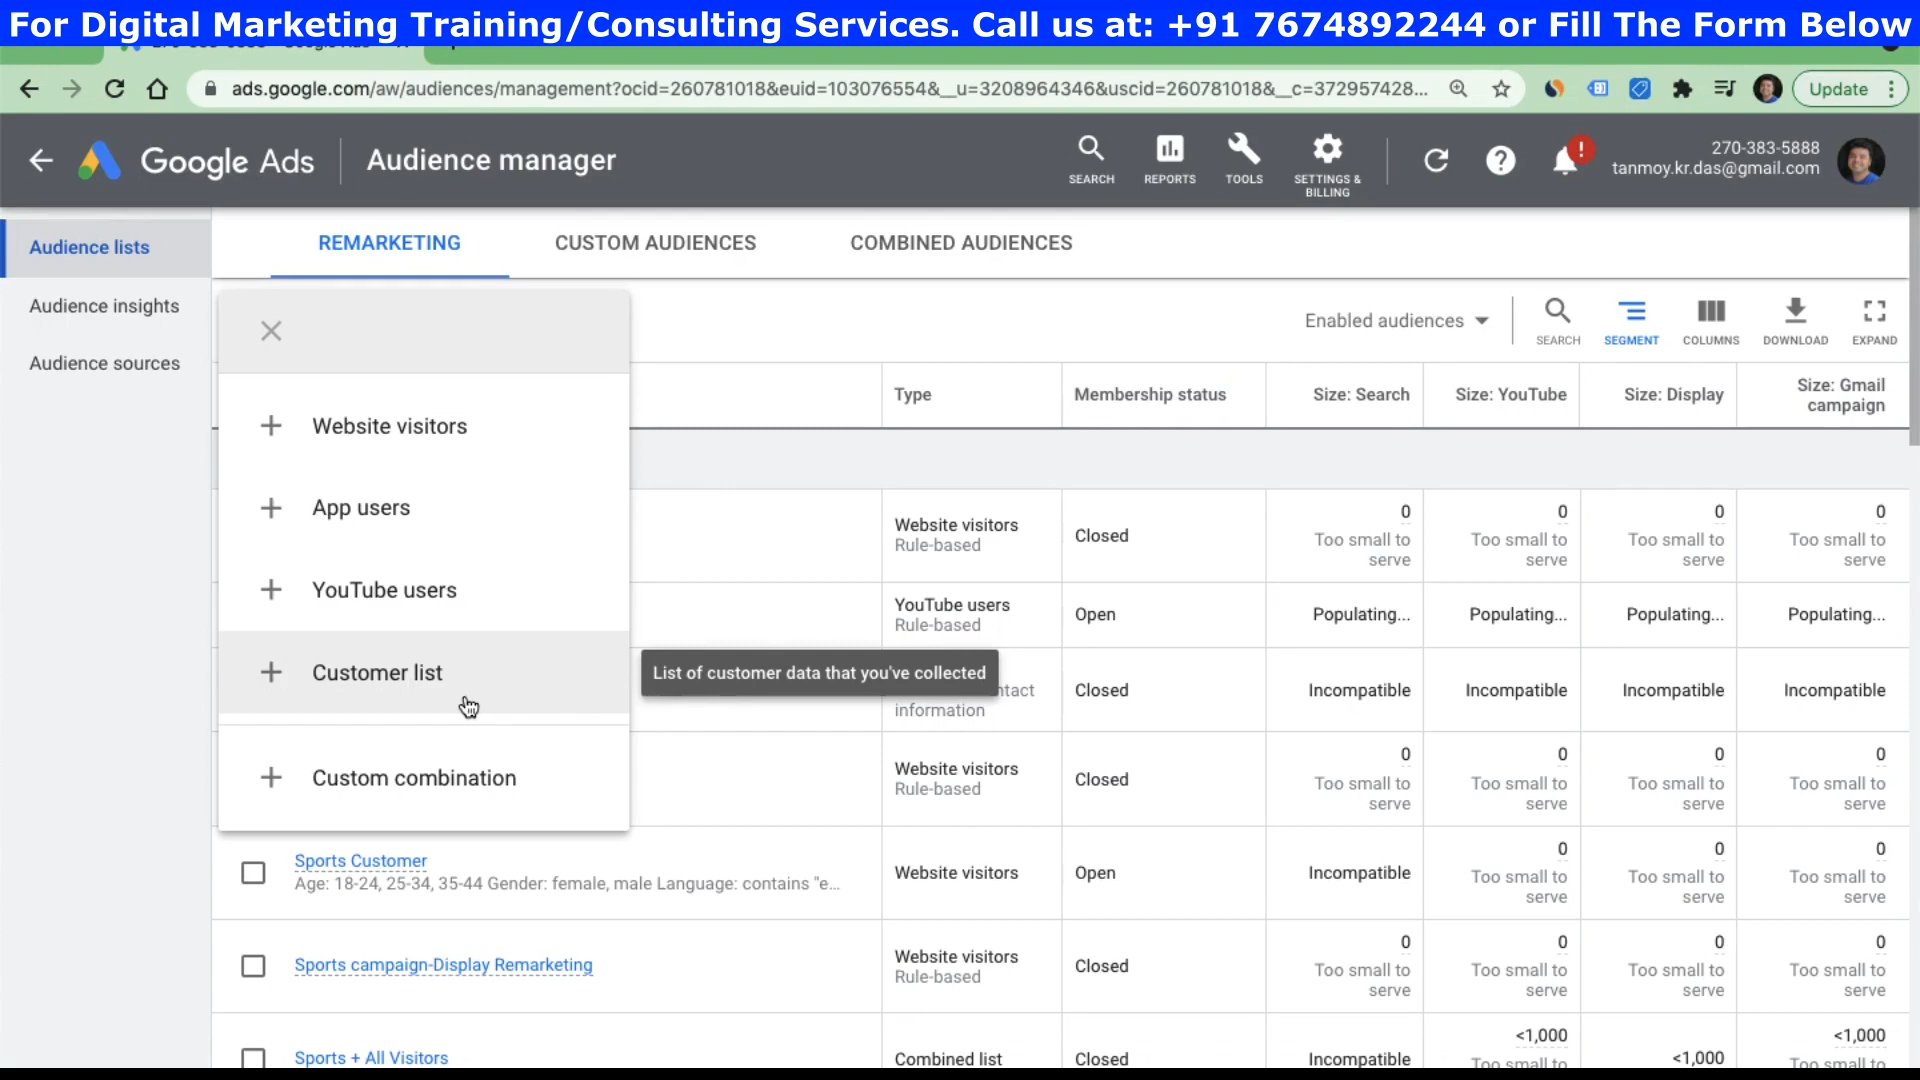 For Digital Marketing Training/Consulting Services. Call us at: +91 7674892244 or Fill The Form Below
ads.google.com/aw/audiences/management?ocid=260781018&euid=103076554&__u=3208964346&uscid=260781018&__c=372957428...
Update
Google Ads
Audience manager
SEARCH
REPORTS
TOOLS
SETTINGS &
BILLING
!
270-383-5888
tanmoy.kr.das@gmail.com
Audience lists
Audience insights
Audience sources
REMARKETING
CUSTOM AUDIENCES
COMBINED AUDIENCES
Enabled audiences
SEARCH
SEGMENT
COLUMNS
DOWNLOAD
EXPAND
Website visitors
App users
YouTube users
Customer list
Custom combination
List of customer data that you've collected
Type
Membership status
Size: Search
Size: YouTube
Size: Display
Size: Gmail
campaign
Website visitors
Rule-based
Closed
0
Too small to
serve
0
Too small to
serve
0
Too small to
serve
0
Too small to
serve
YouTube users
Rule-based
Open
Populating...
Populating...
Populating...
Populating...
information
Closed
Incompatible
Incompatible
Incompatible
Incompatible
Website visitors
Rule-based
Closed
0
Too small to
serve
0
Too small to
serve
0
Too small to
serve
0
Too small to
serve
Sports Customer
Age: 18-24, 25-34, 35-44 Gender: female, male Language: contains "e...
Website visitors
Open
Incompatible
0
Too small to
serve
0
Too small to
serve
0
Too small to
serve
Sports campaign-Display Remarketing
Website visitors
Rule-based
Closed
0
Too small to
serve
0
Too small to
serve
0
Too small to
serve
0
Too small to
serve
Sports + All Visitors
Combined list
Closed
Incompatible
<1,000
Too small to
<1,000
<1,000
Too small to